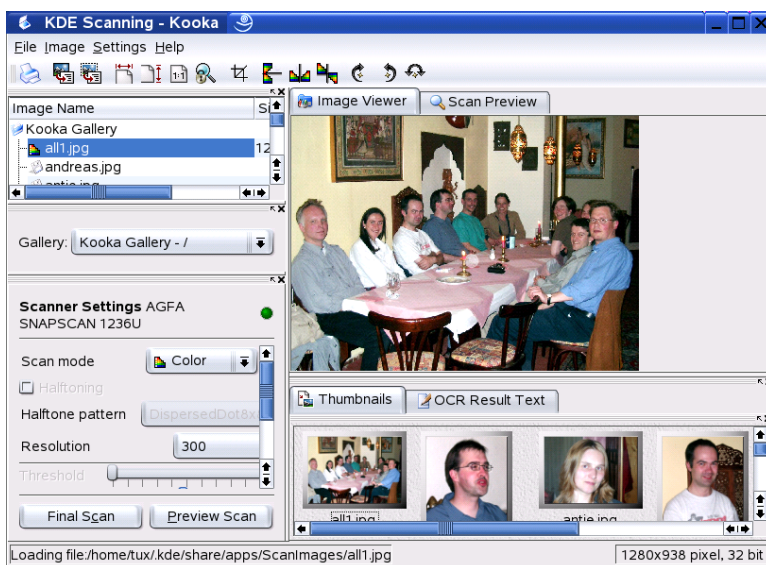 KDE Scanning - Kooka
File Image Settings Help
Image Name
Kooka Gallery
all1.jpg 12
andreas.jpg
Gallery: Kooka Gallery - /
Scanner Settings AGFA
SNAPSCAN 1236U
Scan mode Color
Halftoning
Halftone pattern DispersedDot8x
Resolution 300
Threshold
Final Scan Preview Scan
Image Viewer Scan Preview
Thumbnails OCR Result Text
all1.jpg antje.jpg
Loading file:/home/tux/.kde/share/apps/ScanImages/all1.jpg 1280x938 pixel, 32 bit